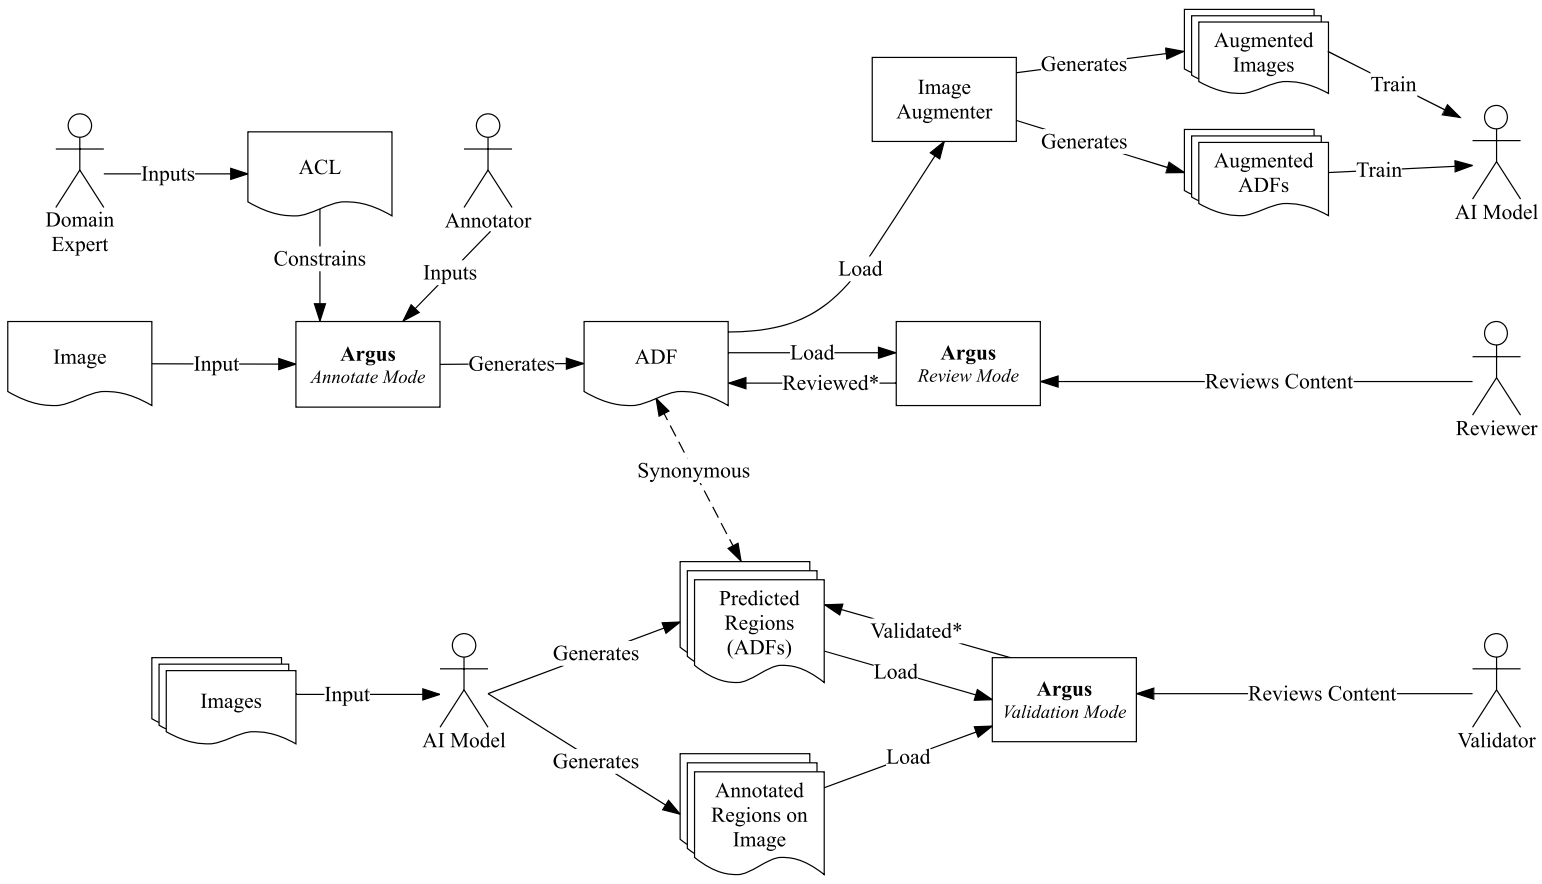 Augmented
Images
Generates
Image
Augmenter
Train
Generates
Augmented
ADFs
Train
AI Model
Domain
Expert
Inputs
ACL
Annotator
Constrains
Inputs
Load
Image
Input
Argus
Annotate Mode
Generates
ADF
Load
Reviewed*
Argus
Review Mode
Reviews Content
Reviewer
Synonymous
Predicted
Regions
(ADFs)
Validated*
Generates
Load
Images
Input
AI Model
Argus
Validation Mode
Reviews Content
Validator
Generates
Load
Annotated
Regions on
Image